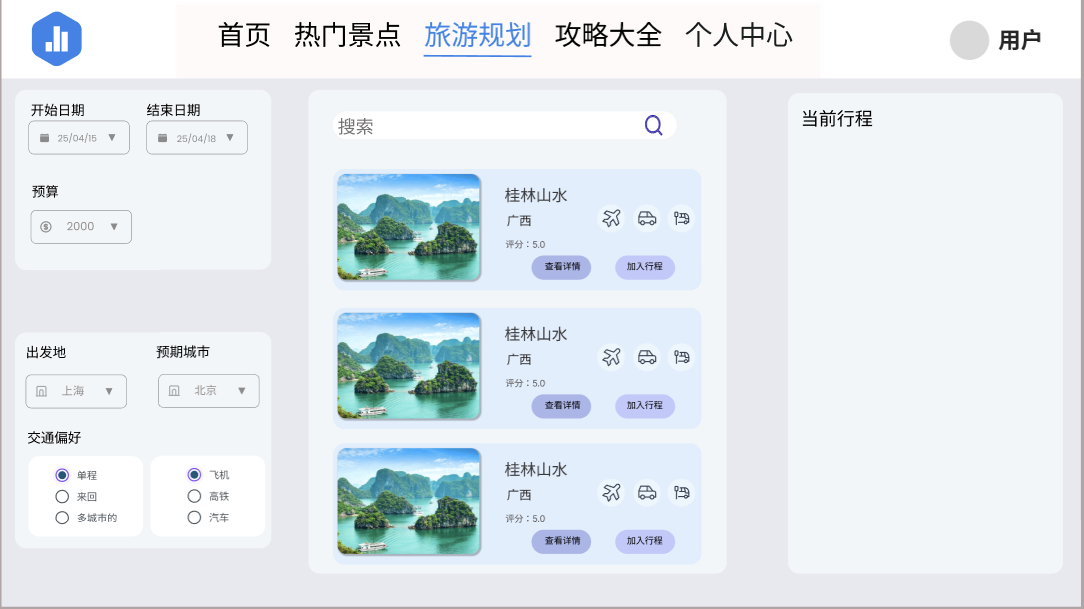 首页 热门景点 旅游规划 攻略大全 个人中心 用户
开始日期 结束日期
25/04/15 ▼ 25/04/18 ▼
预算
2000 ▼
出发地 预期城市
上海 ▼ 北京 ▼
交通偏好
单程 飞机
来回 高铁
多城市的 汽车
搜索
桂林山水
广西
评分：5.0
查看详情 加入行程
桂林山水
广西
评分：5.0
查看详情 加入行程
桂林山水
广西
评分：5.0
查看详情 加入行程
当前行程